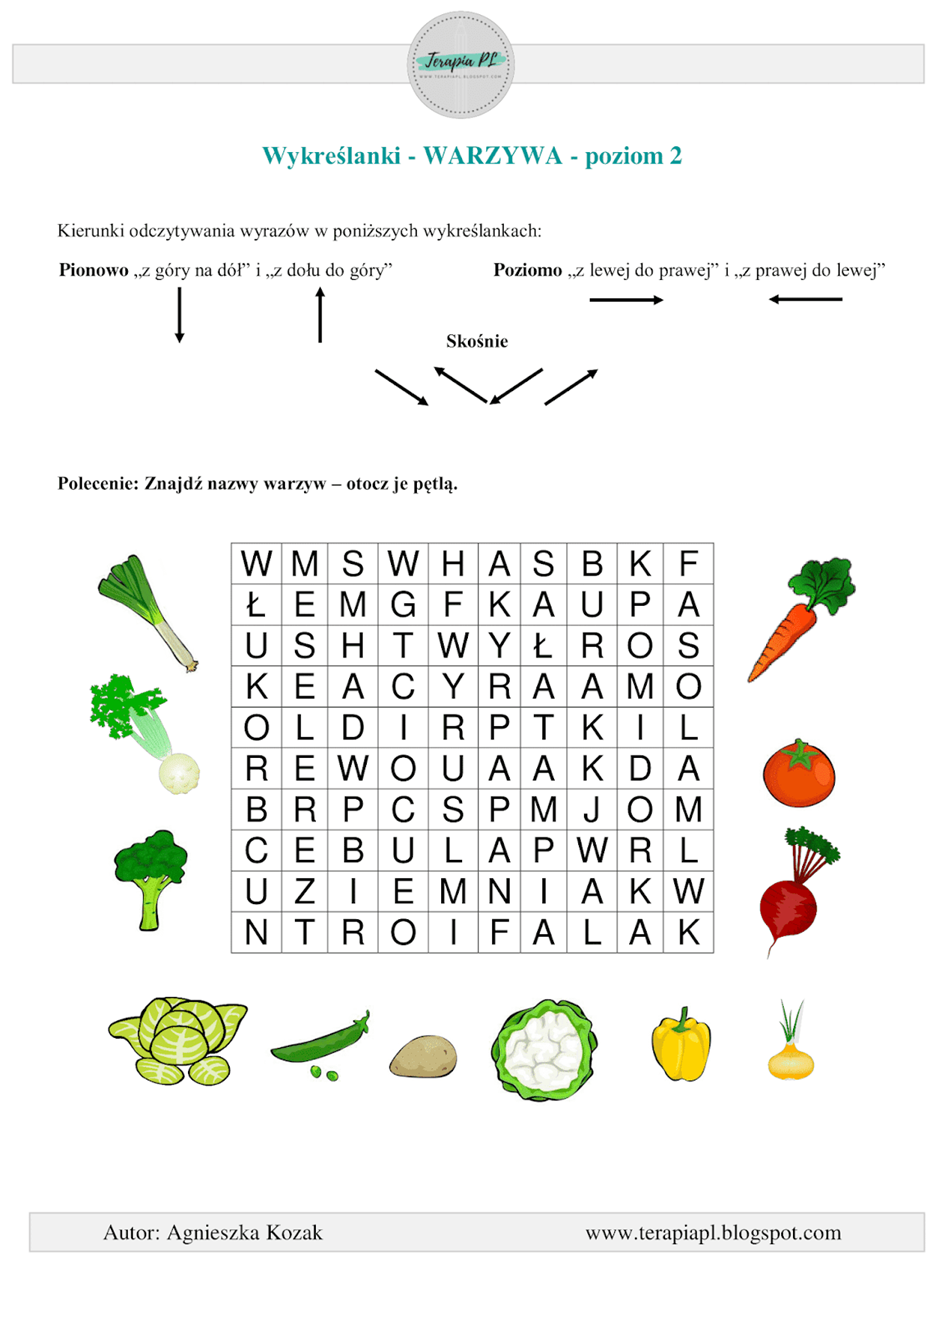 Terapia PL
WWW.TERAPIAPL.BLOGSPOT.COM
Wykreślanki - WARZYWA - poziom 2
Kierunki odczytywania wyrazów w poniższych wykreślankach:
Pionowo „z góry na dół” i „z dołu do góry” Poziomo „z lewej do prawej” i „z prawej do lewej”
Skośnie
Polecenie: Znajdź nazwy warzyw – otocz je pętlą.
W M S W H A S B K F
Ł E M G F K A U P A
U S H T W Y Ł R O S
K E A C Y R A A M O
O L D I R P T K I L
R E W O U A A K D A
B R P C S P M J O M
C E B U L A P W R L
U Z I E M N I A K W
N T R O I F A L A K
Autor: Agnieszka Kozak www.terapiapl.blogspot.com